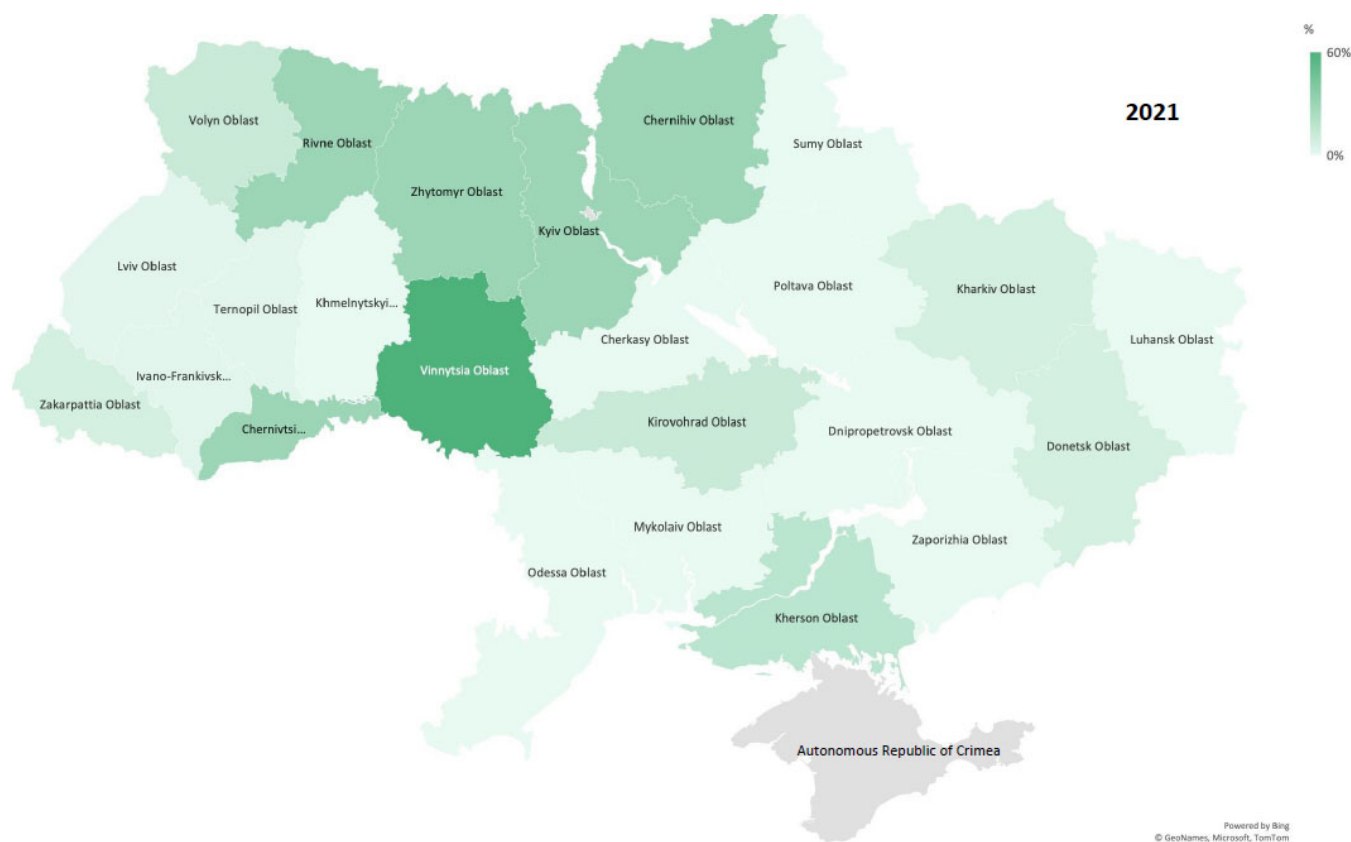 %
60%
0%
2021
Volyn Oblast
Rivne Oblast
Chernihiv Oblast
Sumy Oblast
Zhytomyr Oblast
Kyiv Oblast
Lviv Oblast
Ternopil Oblast
Khmelnytskyi...
Poltava Oblast
Kharkiv Oblast
Luhansk Oblast
Cherkasy Oblast
Vinnytsia Oblast
Ivano-Frankivsk...
Zakarpattia Oblast
Chernivtsi...
Kirovohrad Oblast
Dnipropetrovsk Oblast
Donetsk Oblast
Mykolaiv Oblast
Zaporizhia Oblast
Odessa Oblast
Kherson Oblast
Autonomous Republic of Crimea
Powered by Bing
© GeoNames, Microsoft, TomTom